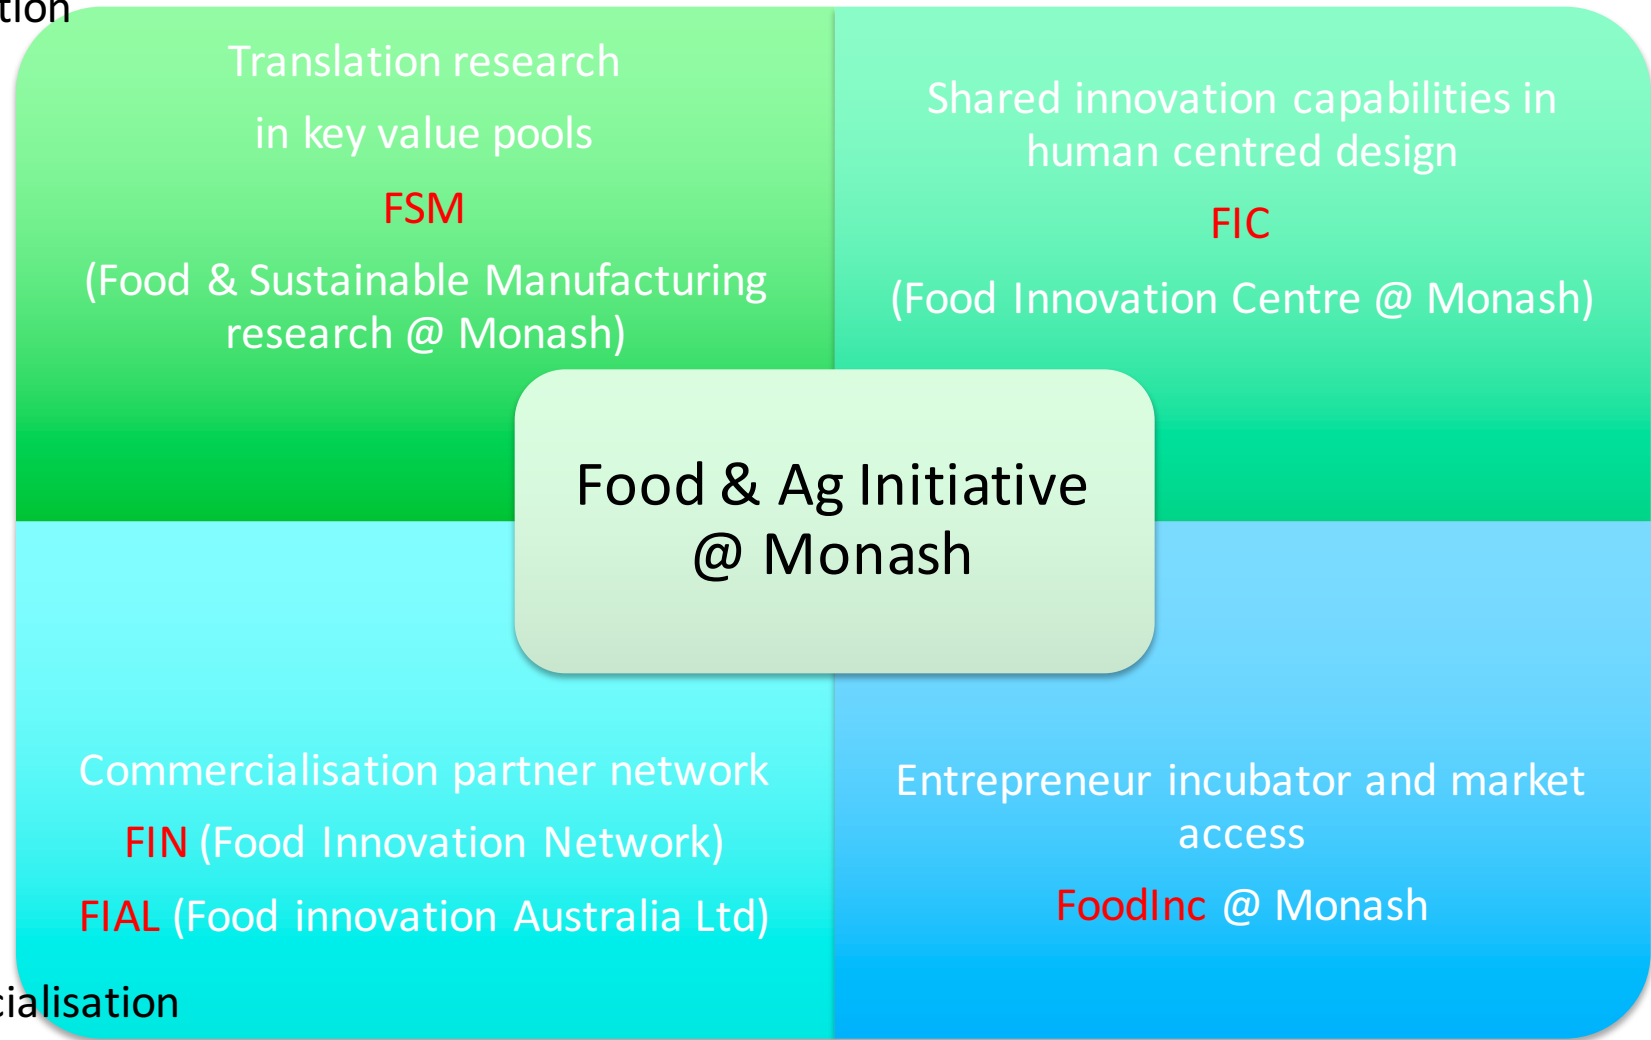 Translation research
in key value pools
FSM
(Food & Sustainable Manufacturing
research @ Monash)
Shared innovation capabilities in
human centred design
FIC
(Food Innovation Centre @ Monash)
Food & Ag Initiative
@ Monash
Commercialisation partner network
FIN (Food Innovation Network)
FIAL (Food innovation Australia Ltd)
Entrepreneur incubator and market
access
FoodInc @ Monash